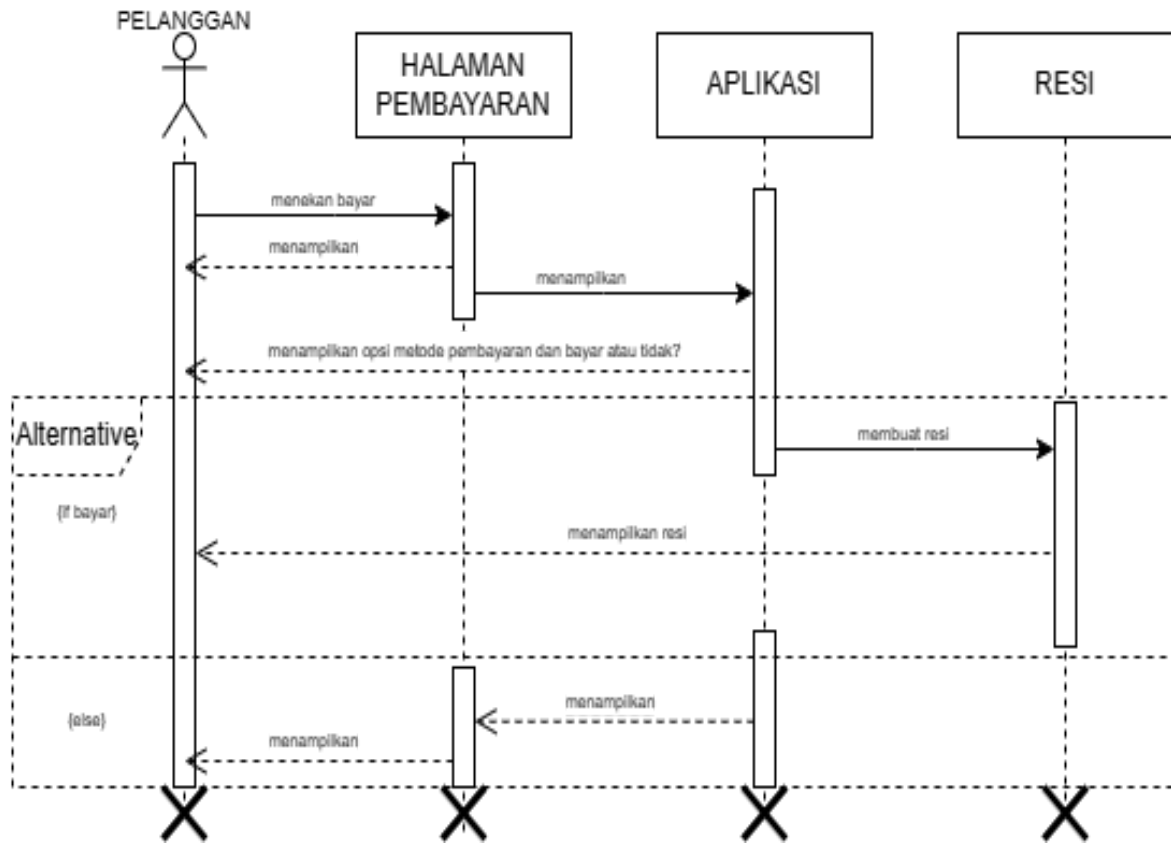 PELANGGAN
HALAMAN
PEMBAYARAN
APLIKASI
RESI
menekan bayar
menampilkan
menampilkan
menampilkan opsi metode pembayaran dan bayar atau tidak?
Alternative
membuat resi
{if bayar}
menampilkan resi
menampilkan
{else}
menampilkan